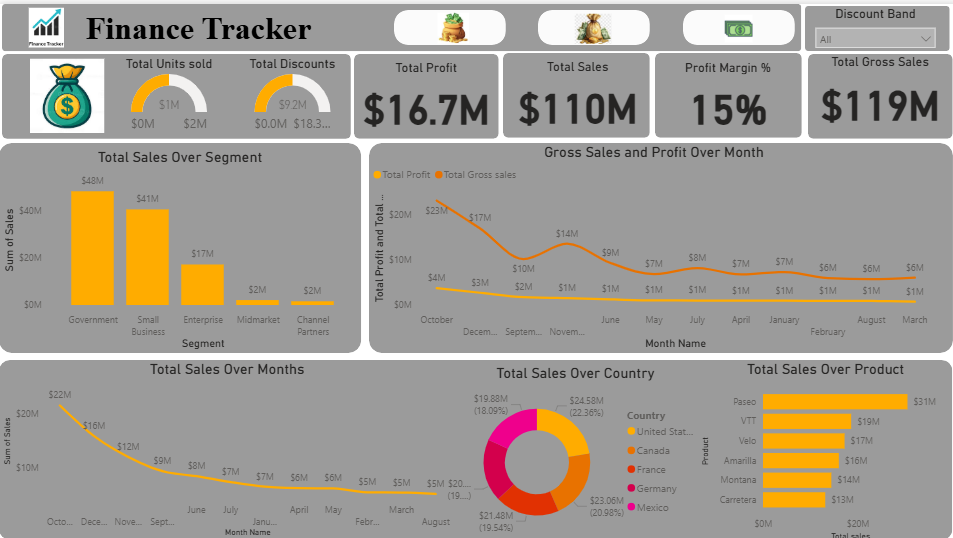 Finance Tracker
Finance Tracker
Discount Band
All
Total Units sold
$1M
$0M $2M
Total Discounts
$9.2M
$0.0M $18.3...
Total Profit
$16.7M
Total Sales
$110M
Profit Margin %
15%
Total Gross Sales
$119M
Total Sales Over Segment
Sum of Sales
$40M
$20M
$0M
$48M
$41M
$17M
$2M
$2M
Government
Small
Business
Enterprise
Midmarket
Channel
Partners
Segment
Gross Sales and Profit Over Month
Total Profit Total Gross sales
Total Profit and Total ...
$20M
$10M
$0M
$23M
$17M
$10M
$14M
$9M
$7M
$8M
$7M
$7M
$6M
$6M
$6M
$4M
$3M
$2M
$1M
$1M
$1M
$1M
$1M
$1M
$1M
$1M
$1M
October
Decem...
Septem...
Novem...
June
May
July
April
January
February
August
March
Month Name
Total Sales Over Months
Sum of Sales
$20M
$10M
$22M
$16M
$12M
$9M
$8M
$7M
$7M
$6M
$6M
$5M
$5M
$5M
Octo...
Dece...
Nove...
Sept...
June
July
Janu...
April
May
Febr...
March
August
Month Name
Total Sales Over Country
$24.58M
(22.36%)
$23.06M
(20.98%)
$21.48M
(19.54%)
$20....
(19....)
$19.88M
(18.09%)
Country
United Stat...
Canada
France
Germany
Mexico
Total Sales Over Product
Product
Paseo $31M
VTT $19M
Velo $17M
Amarilla $16M
Montana $14M
Carretera $13M
$0M $20M
Total sales